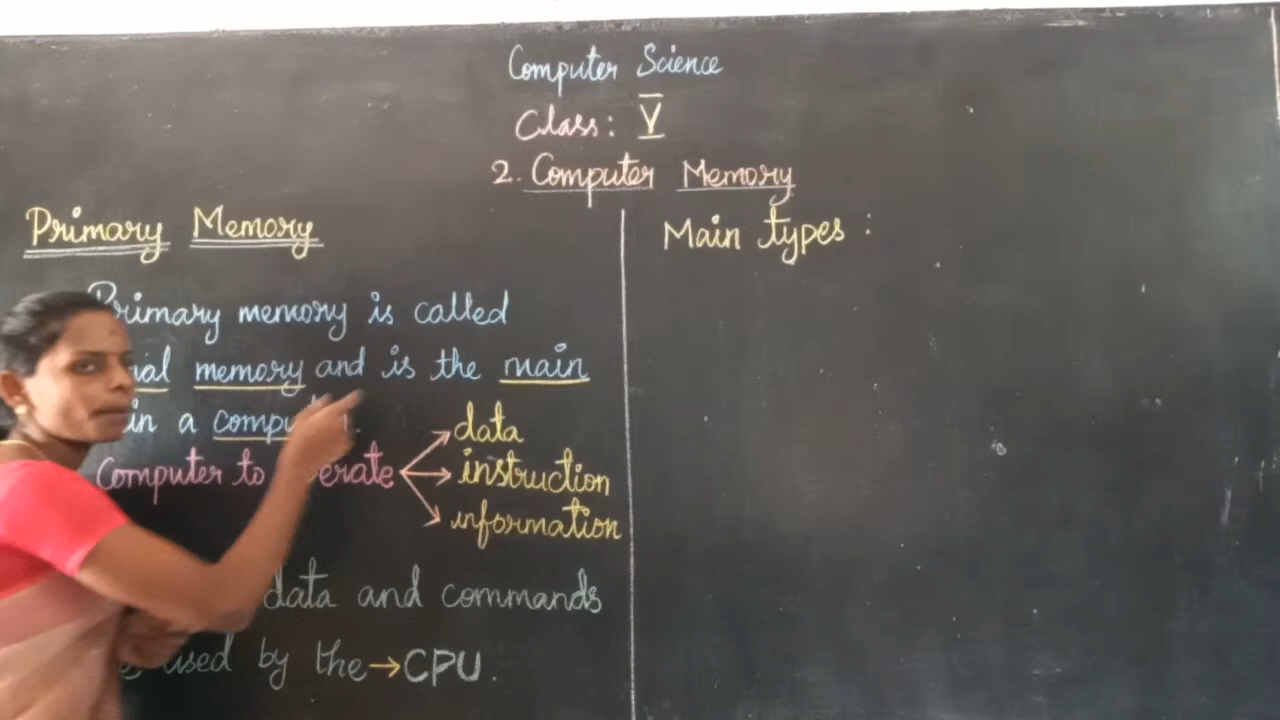 Computer Science
Class: V
2. Computer Memory
Primary Memory
Primary memory is called
memory and is the main
in a
Computer to
data
instruction
information
data and commands
used by the → CPU.
Main types :